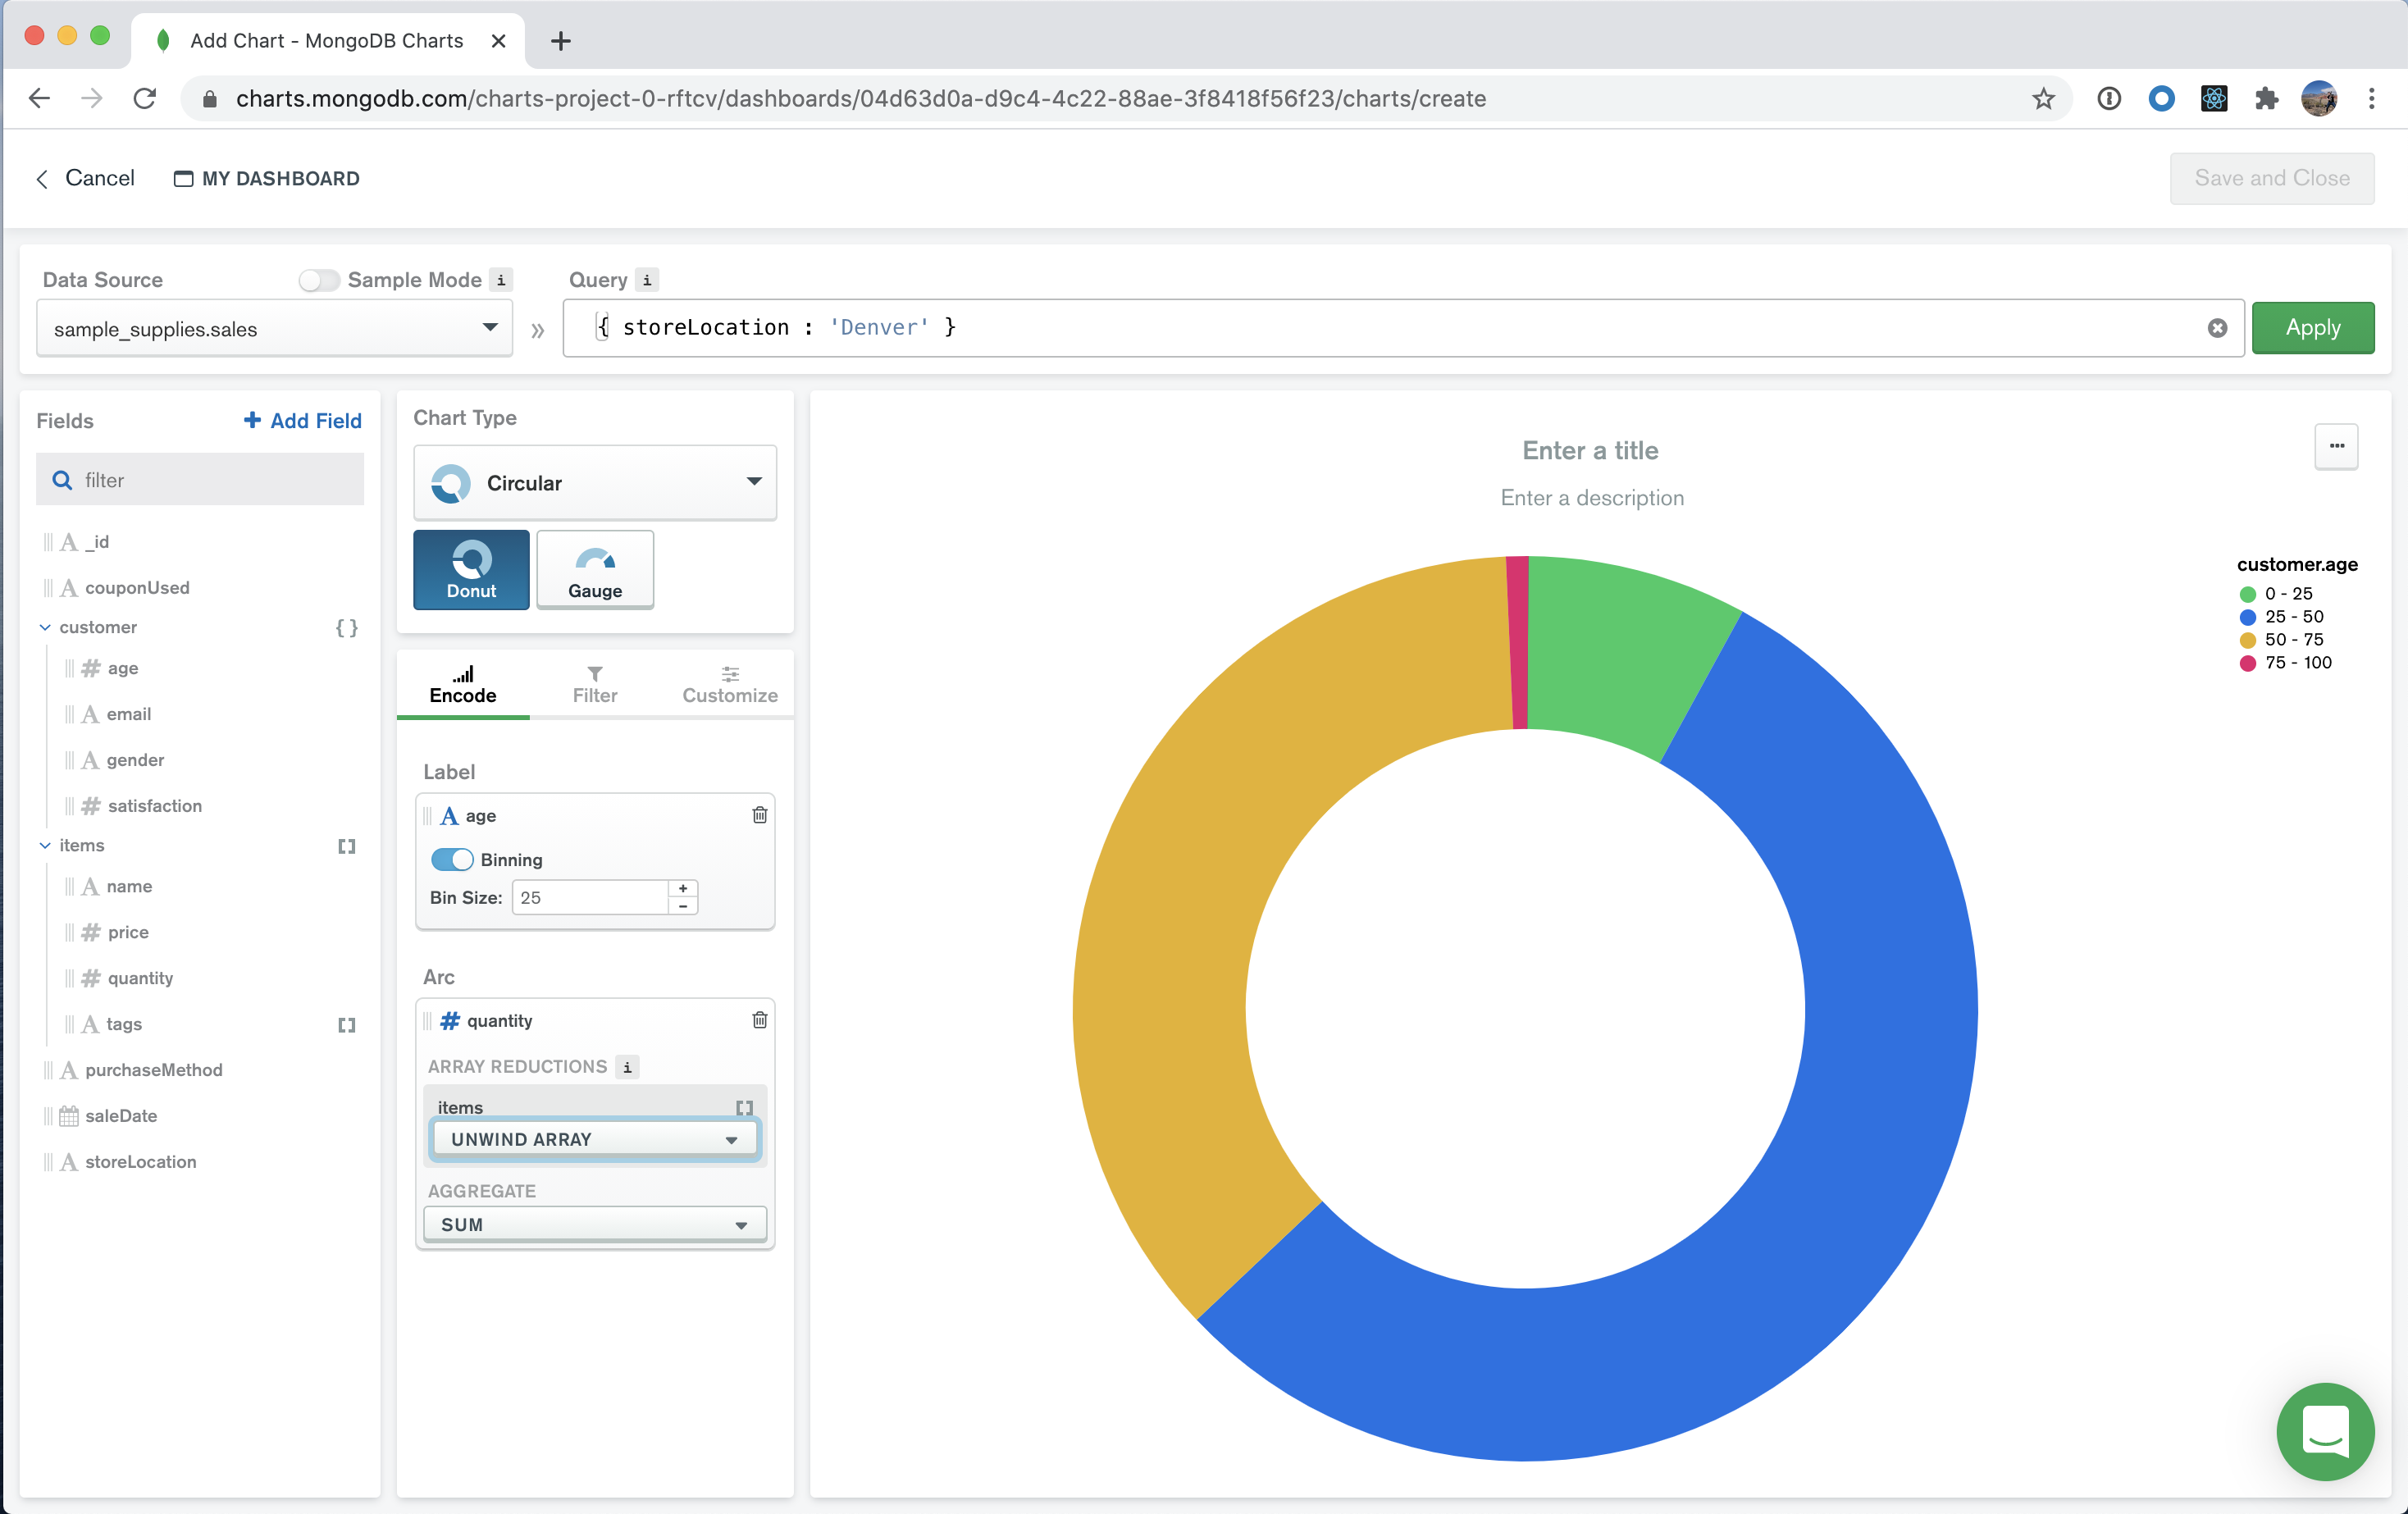 Add Chart - MongoDB Charts
charts.mongodb.com/charts-project-0-rftcv/dashboards/04d63d0a-d9c4-4c22-88ae-3f8418f56f23/charts/create
Cancel MY DASHBOARD Save and Close
Data Source Sample Mode i Query i
sample_supplies.sales » { storeLocation : 'Denver' } Apply
Fields + Add Field
filter
A _id
A couponUsed
customer { }
# age
A email
A gender
# satisfaction
items [ ]
A name
# price
# quantity
A tags [ ]
A purchaseMethod
saleDate
A storeLocation
Chart Type
Circular
Donut Gauge
Encode Filter Customize
Label
A age
Binning
Bin Size: 25 + -
Arc
# quantity
ARRAY REDUCTIONS i
items [ ]
UNWIND ARRAY
AGGREGATE
SUM
Enter a title
Enter a description
customer.age
0 - 25
25 - 50
50 - 75
75 - 100